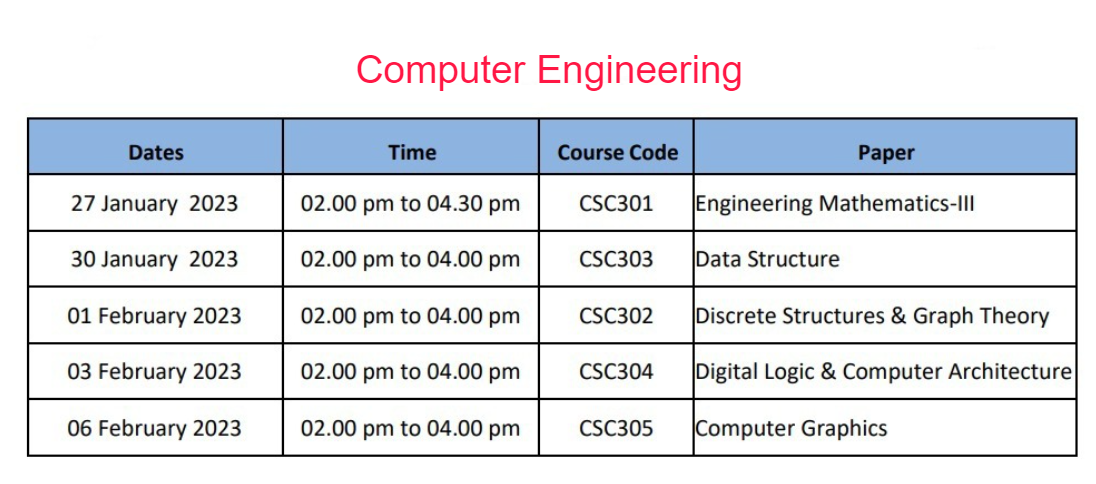 Computer Engineering
Dates Time Course Code Paper
27 January 2023 02.00 pm to 04.30 pm CSC301 Engineering Mathematics-III
30 January 2023 02.00 pm to 04.00 pm CSC303 Data Structure
01 February 2023 02.00 pm to 04.00 pm CSC302 Discrete Structures & Graph Theory
03 February 2023 02.00 pm to 04.00 pm CSC304 Digital Logic & Computer Architecture
06 February 2023 02.00 pm to 04.00 pm CSC305 Computer Graphics